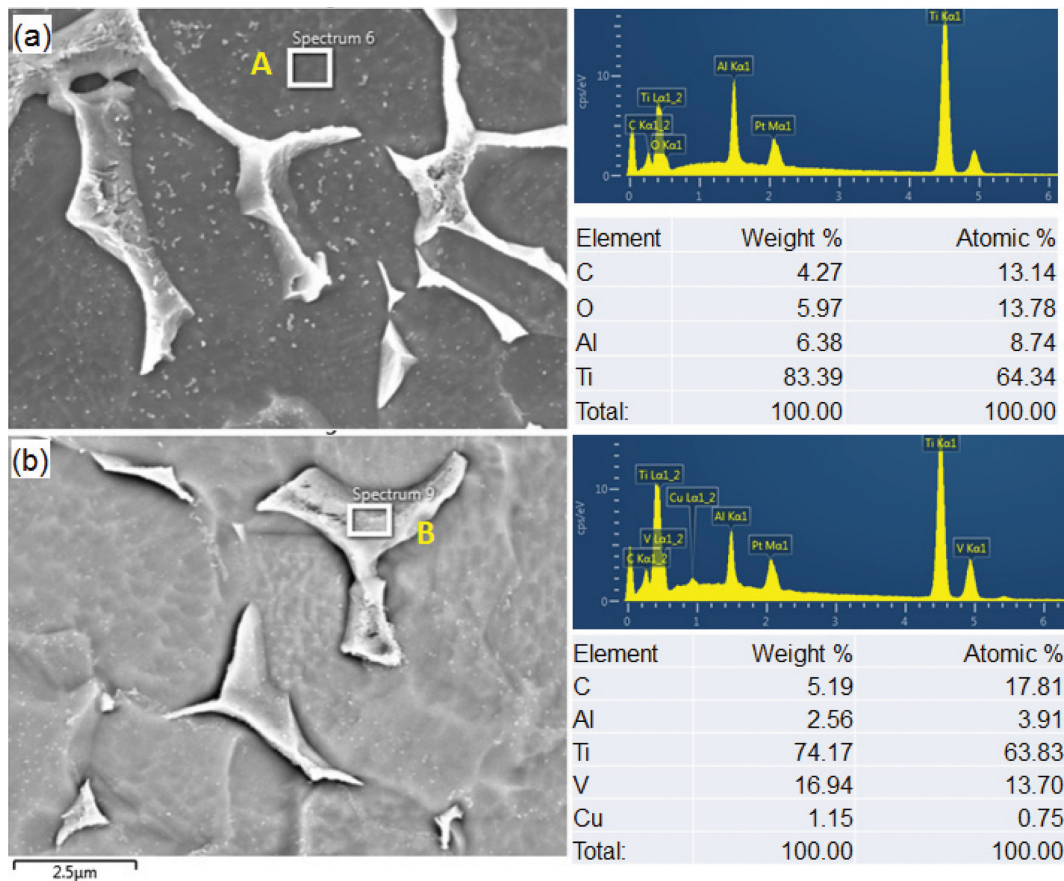 (a)
Spectrum 6
A
Ti Kα1
cps/eV
10
Al Kα1
Ti Lα1_2
C Kα1_2
O Kα1
Pt Mα1
0
0 1 2 3 4 5 6
Element Weight % Atomic %
C 4.27 13.14
O 5.97 13.78
Al 6.38 8.74
Ti 83.39 64.34
Total: 100.00 100.00
(b)
Spectrum 9
B
2.5μm
Ti Kα1
cps/eV
10
Ti Lα1_2
Cu Lα1_2
V Lα1_2
C Kα1_2
Al Kα1
Pt Mα1
V Kα1
0
0 1 2 3 4 5 6
Element Weight % Atomic %
C 5.19 17.81
Al 2.56 3.91
Ti 74.17 63.83
V 16.94 13.70
Cu 1.15 0.75
Total: 100.00 100.00